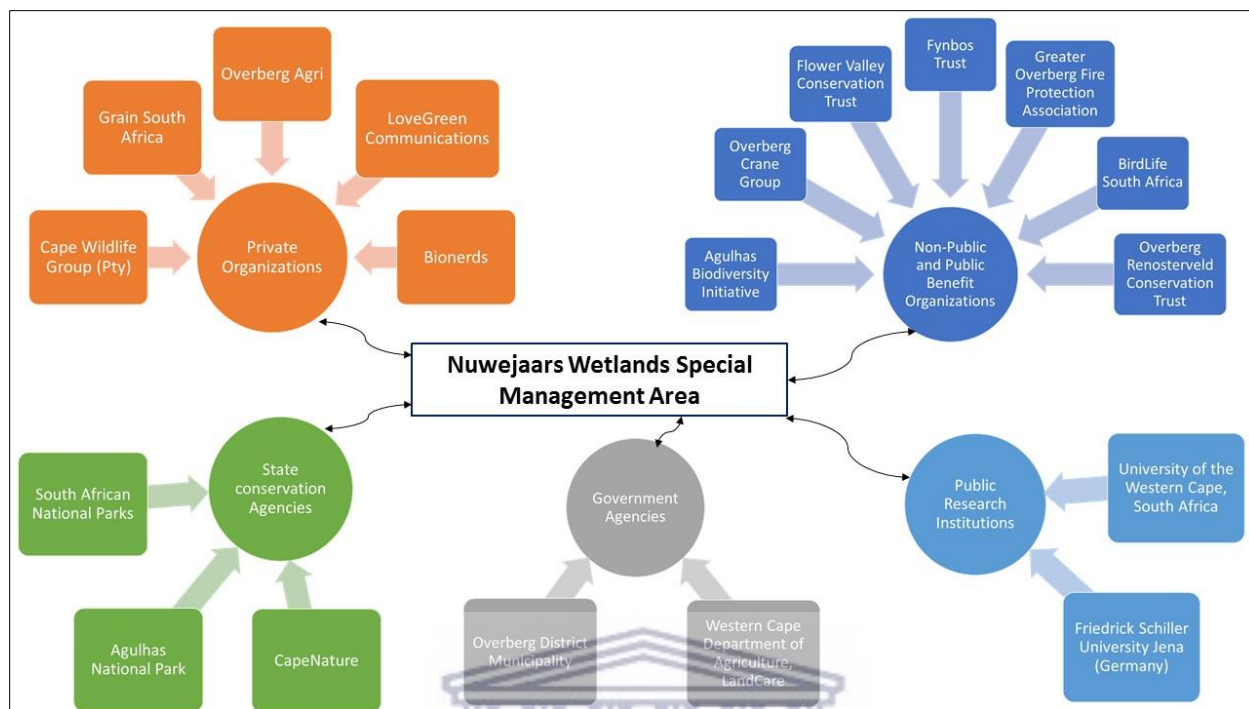 Overberg Agri
Grain South
Africa
LoveGreen
Communications
Cape Wildlife
Group (Pty)
Private
Organizations
Bionerds
Fynbos
Trust
Flower Valley
Conservation
Trust
Greater
Overberg Fire
Protection
Association
Overberg
Crane
Group
BirdLife
South Africa
Agulhas
Biodiversity
Initiative
Non-Public
and Public
Benefit
Organizations
Overberg
Renosterveld
Conservation
Trust
Nuwejaars Wetlands Special
Management Area
State
conservation
Agencies
South African
National Parks
Agulhas
National Park
CapeNature
Government
Agencies
Overberg District
Municipality
Western Cape
Department of
Agriculture,
LandCare
Public
Research
Institutions
University of the
Western Cape,
South Africa
Friedrick Schiller
University Jena
(Germany)